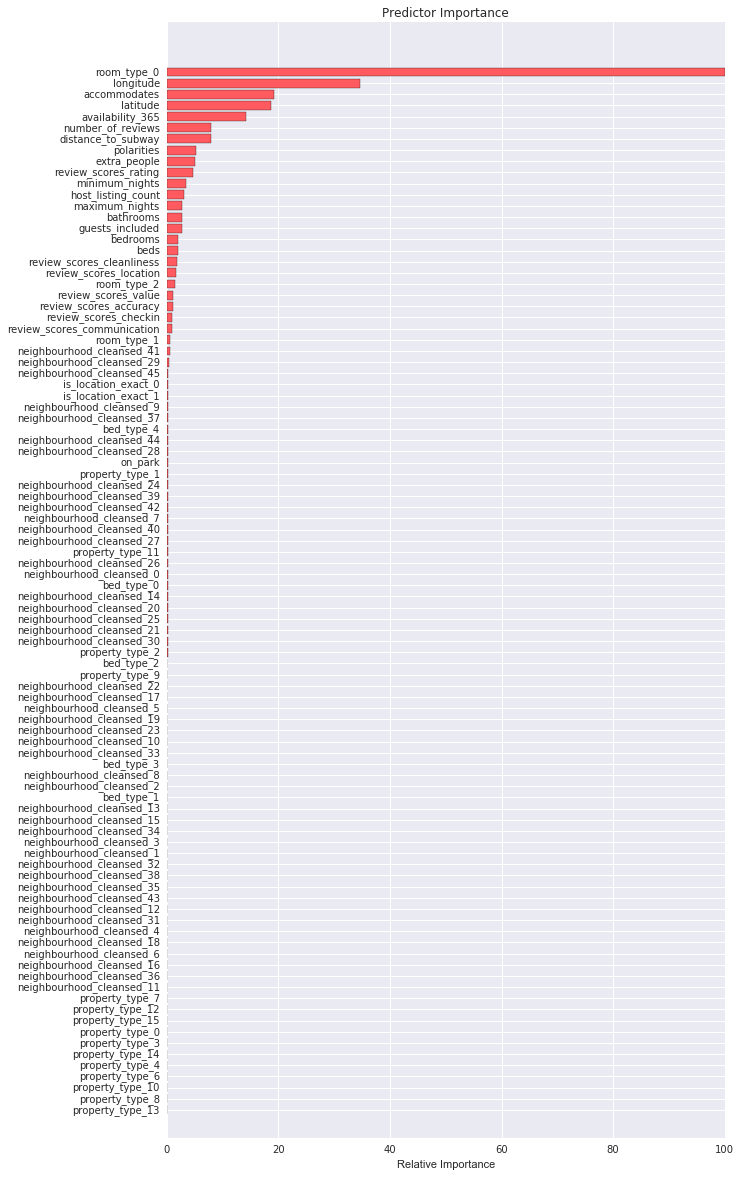 Predictor Importance
room_type_0
longitude
accommodates
latitude
availability_365
number_of_reviews
distance_to_subway
polarities
extra_people
review_scores_rating
minimum_nights
host_listing_count
maximum_nights
bathrooms
guests_included
bedrooms
beds
review_scores_cleanliness
review_scores_location
room_type_2
review_scores_value
review_scores_accuracy
review_scores_checkin
review_scores_communication
room_type_1
neighbourhood_cleansed_41
neighbourhood_cleansed_29
neighbourhood_cleansed_45
is_location_exact_0
is_location_exact_1
neighbourhood_cleansed_9
neighbourhood_cleansed_37
bed_type_4
neighbourhood_cleansed_44
neighbourhood_cleansed_28
on_park
property_type_1
neighbourhood_cleansed_24
neighbourhood_cleansed_39
neighbourhood_cleansed_42
neighbourhood_cleansed_7
neighbourhood_cleansed_40
neighbourhood_cleansed_27
property_type_11
neighbourhood_cleansed_26
neighbourhood_cleansed_0
bed_type_0
neighbourhood_cleansed_14
neighbourhood_cleansed_20
neighbourhood_cleansed_25
neighbourhood_cleansed_21
neighbourhood_cleansed_30
property_type_2
bed_type_2
property_type_9
neighbourhood_cleansed_22
neighbourhood_cleansed_17
neighbourhood_cleansed_5
neighbourhood_cleansed_19
neighbourhood_cleansed_23
neighbourhood_cleansed_10
neighbourhood_cleansed_33
bed_type_3
neighbourhood_cleansed_8
neighbourhood_cleansed_2
bed_type_1
neighbourhood_cleansed_13
neighbourhood_cleansed_15
neighbourhood_cleansed_34
neighbourhood_cleansed_3
neighbourhood_cleansed_1
neighbourhood_cleansed_32
neighbourhood_cleansed_38
neighbourhood_cleansed_35
neighbourhood_cleansed_43
neighbourhood_cleansed_12
neighbourhood_cleansed_31
neighbourhood_cleansed_4
neighbourhood_cleansed_18
neighbourhood_cleansed_6
neighbourhood_cleansed_16
neighbourhood_cleansed_36
neighbourhood_cleansed_11
property_type_7
property_type_12
property_type_15
property_type_0
property_type_3
property_type_14
property_type_4
property_type_6
property_type_10
property_type_8
property_type_13
0 20 40 60 80 100
Relative Importance